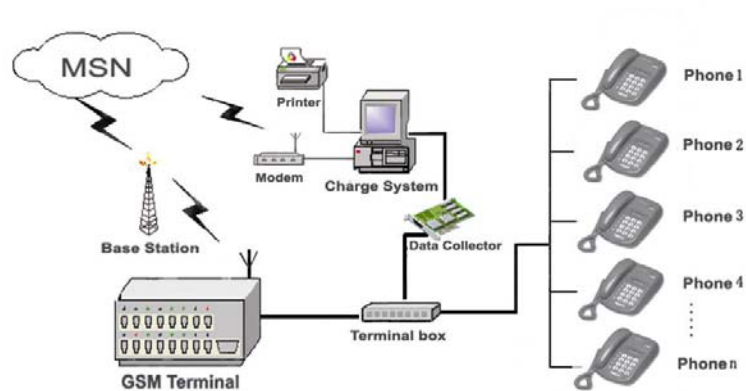 MSN
Printer
Modem
Charge System
Base Station
Data Collector
GSM Terminal
Terminal box
Phone 1
Phone 2
Phone 3
Phone 4
Phone n